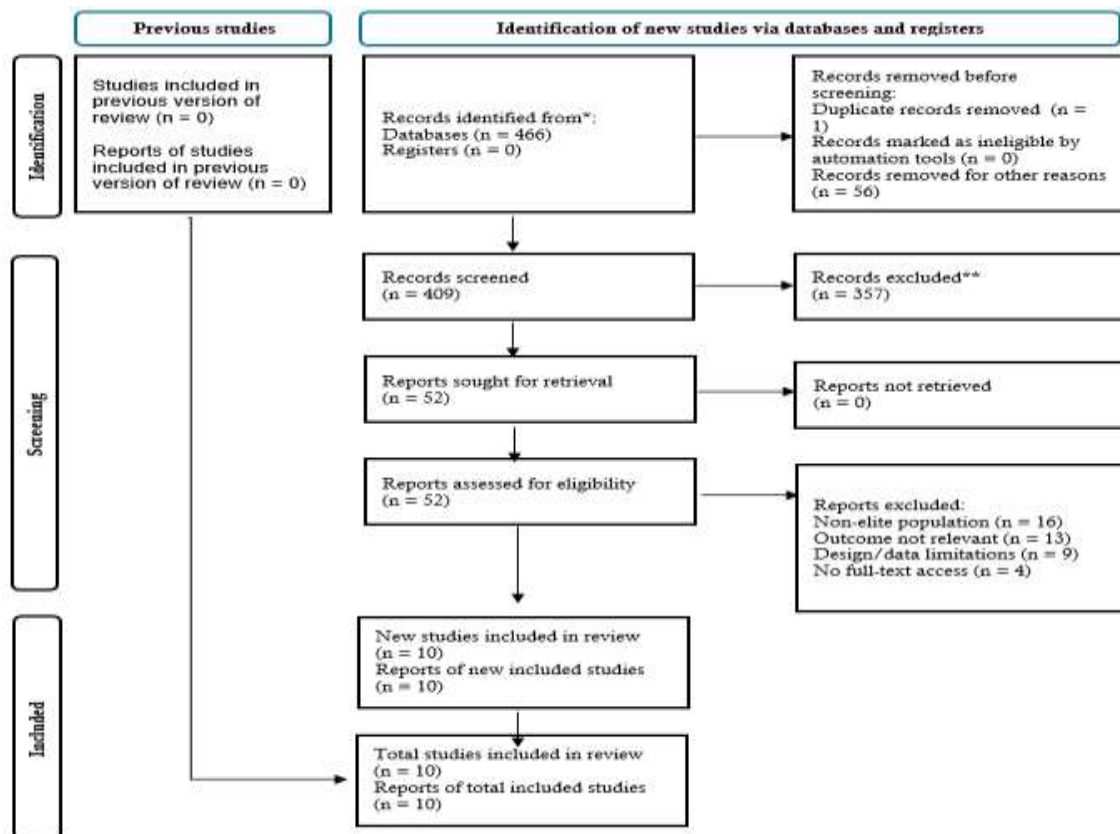 Previous studies
Identification of new studies via databases and registers
Identification
Studies included in
previous version of
review (n = 0)
Reports of studies
included in previous
version of review (n = 0)
Records identified from*:
Databases (n = 466)
Registers (n = 0)
Records removed before
screening:
Duplicate records removed (n =
1)
Records marked as ineligible by
automation tools (n = 0)
Records removed for other reasons
(n = 56)
Screening
Records screened
(n = 409)
Records excluded**
(n = 357)
Reports sought for retrieval
(n = 52)
Reports not retrieved
(n = 0)
Reports assessed for eligibility
(n = 52)
Reports excluded:
Non-elite population (n = 16)
Outcome not relevant (n = 13)
Design/data limitations (n = 9)
No full-text access (n = 4)
Included
New studies included in review
(n = 10)
Reports of new included studies
(n = 10)
Total studies included in review
(n = 10)
Reports of total included studies
(n = 10)